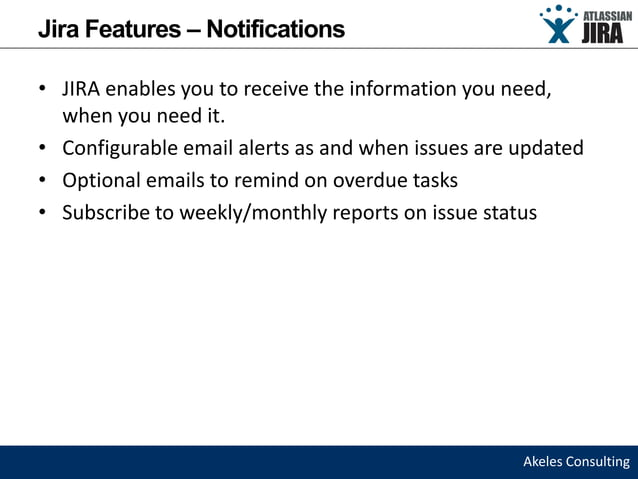 Jira Features – Notifications
ATLASSIAN
JIRA
• JIRA enables you to receive the information you need,
when you need it.
• Configurable email alerts as and when issues are updated
• Optional emails to remind on overdue tasks
• Subscribe to weekly/monthly reports on issue status
Akeles Consulting